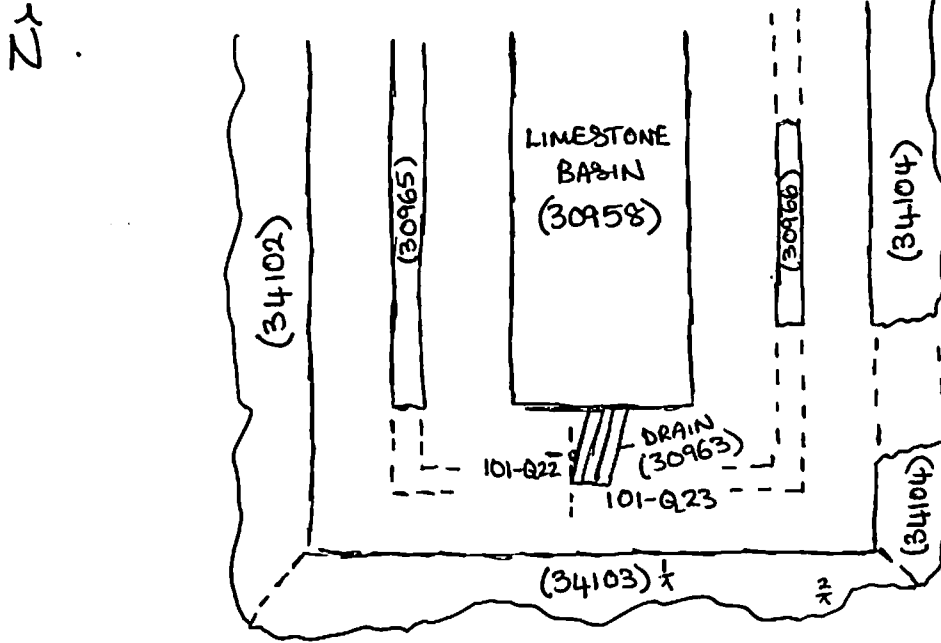 N
LIMESTONE
BASIN
(30958)
(30965)
(30966)
(34104)
(34102)
DRAIN
(30963)
101-Q22
101-Q23
(34104)
(34103) 1
2